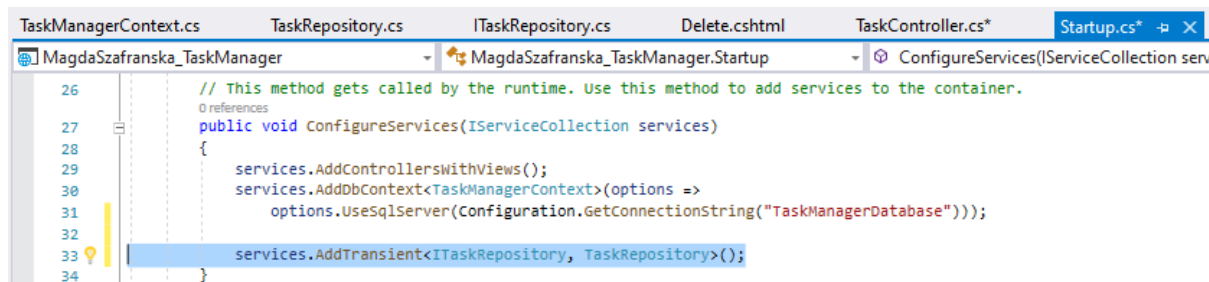 TaskManagerContext.cs TaskRepository.cs ITaskRepository.cs Delete.cshtml TaskController.cs* Startup.cs*
MagdaSzafranska_TaskManager MagdaSzafranska_TaskManager.Startup ConfigureServices(IServiceCollection serv
26 // This method gets called by the runtime. Use this method to add services to the container.
0 references
27 public void ConfigureServices(IServiceCollection services)
28 {
29 services.AddControllersWithViews();
30 services.AddDbContext<TaskManagerContext>(options =>
31 options.UseSqlServer(Configuration.GetConnectionString("TaskManagerDatabase")));
32
33 services.AddTransient<ITaskRepository, TaskRepository>();
34 }